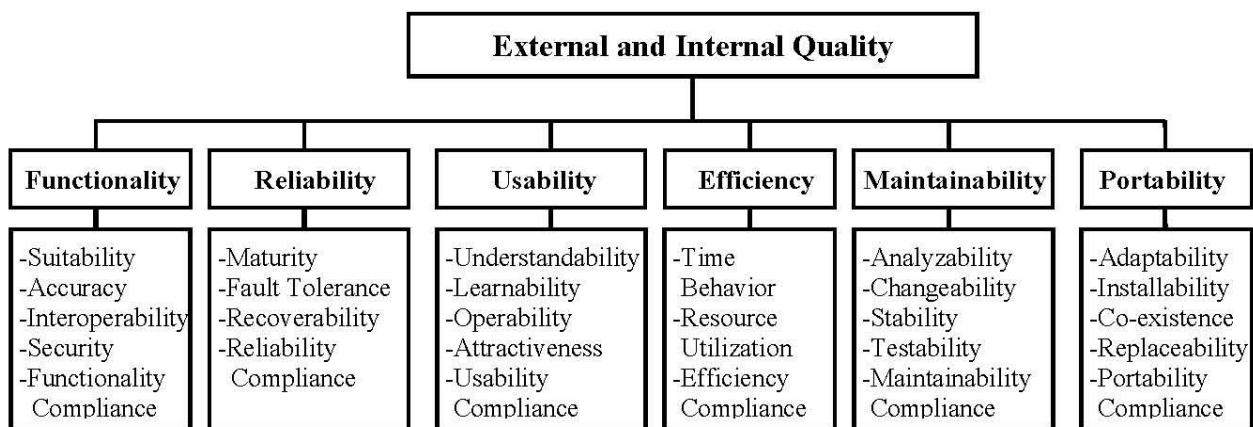 External and Internal Quality
Functionality
-Suitability
-Accuracy
-Interoperability
-Security
-Functionality
Compliance
Reliability
-Maturity
-Fault Tolerance
-Recoverability
-Reliability
Compliance
Usability
-Understandability
-Learnability
-Operability
-Attractiveness
-Usability
Compliance
Efficiency
-Time
Behavior
-Resource
Utilization
-Efficiency
Compliance
Maintainability
-Analyzability
-Changeability
-Stability
-Testability
-Maintainability
Compliance
Portability
-Adaptability
-Installability
-Co-existence
-Replaceability
-Portability
Compliance